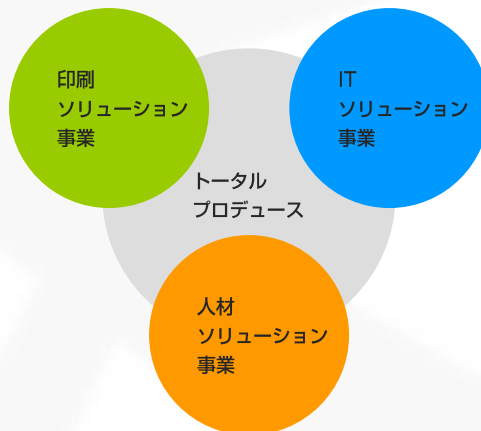 印刷
ソリューション
事業
IT
ソリューション
事業
トータル
プロデュース
人材
ソリューション
事業